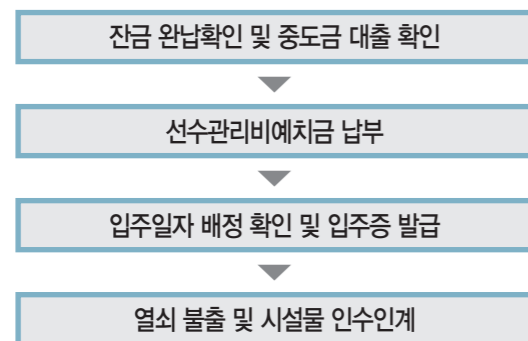 잔금 완납확인 및 중도금 대출 확인
선수관리비예치금 납부
입주일자 배정 확인 및 입주증 발급
열쇠 불출 및 시설물 인수인계